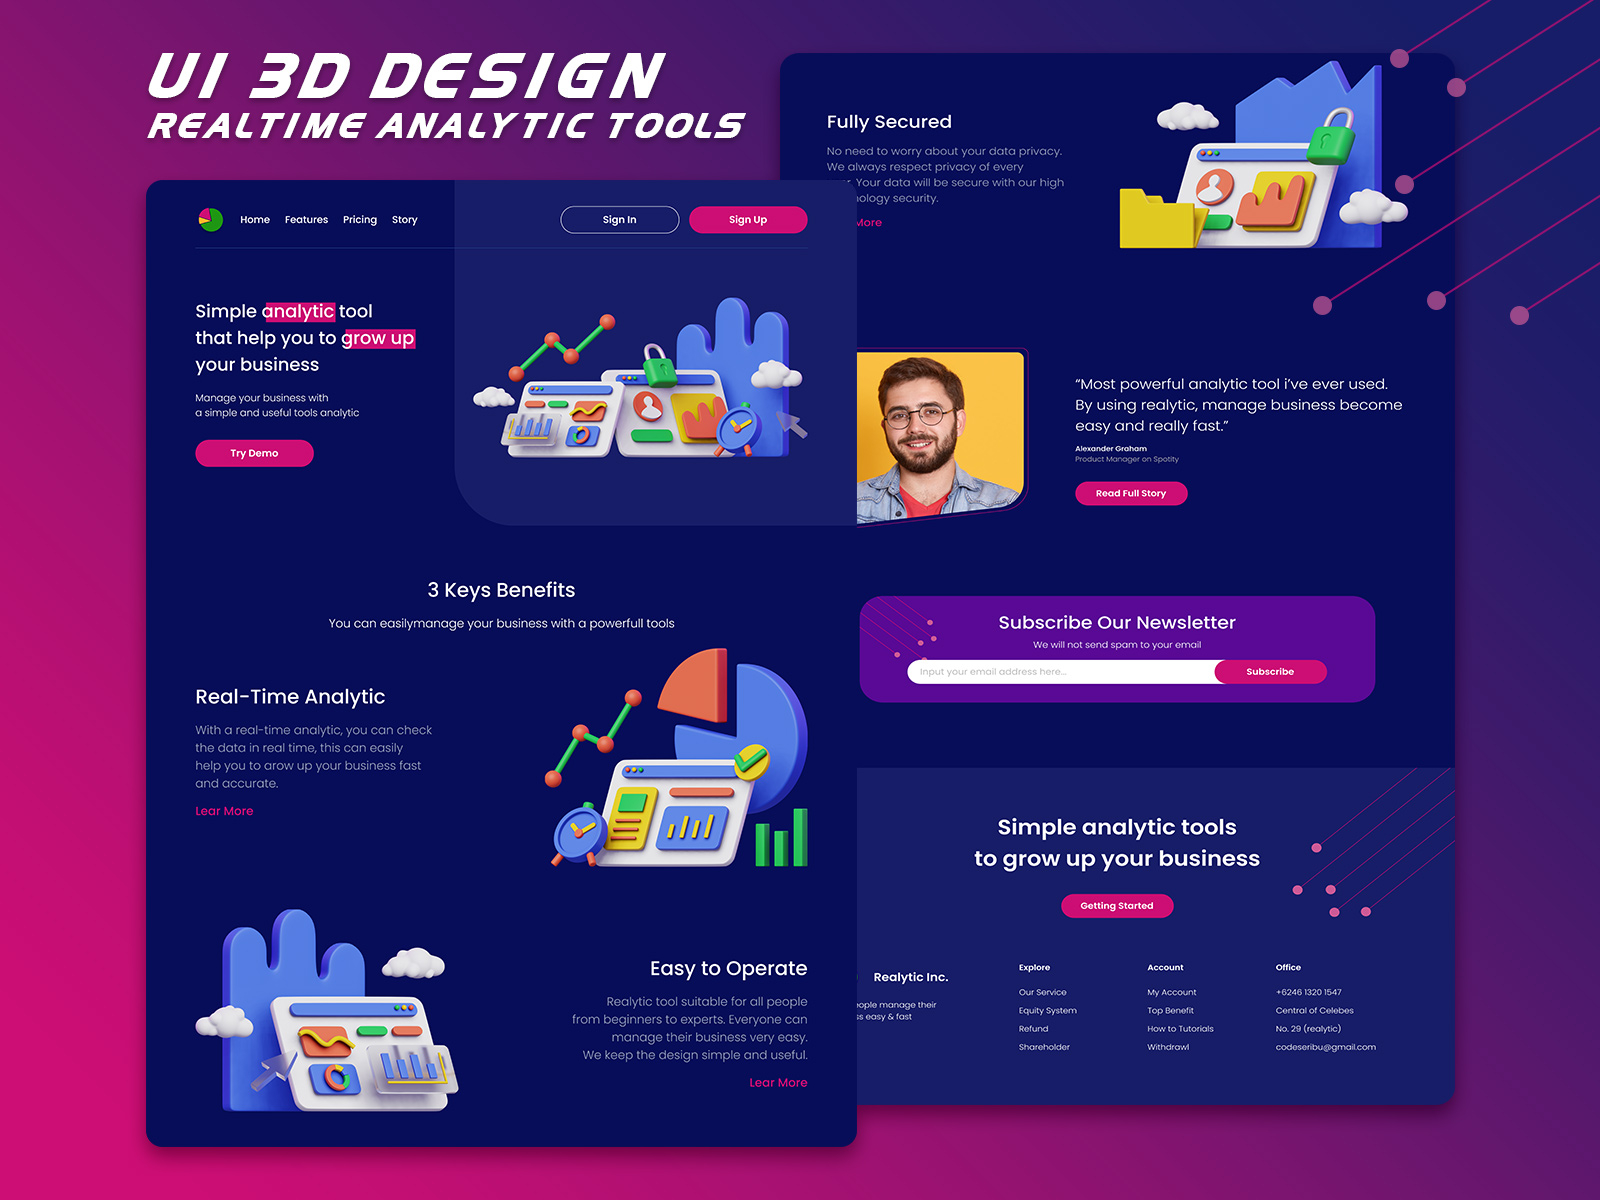 UI 3D DESIGN
REALTIME ANALYTIC TOOLS
Home Features Pricing Story Sign In Sign Up
Simple analytic tool
that help you to grow up
your business
Manage your business with
a simple and useful tools analytic
Try Demo
3 Keys Benefits
You can easilymanage your business with a powerfull tools
Real-Time Analytic
With a real-time analytic, you can check
the data in real time, this can easily
help you to arow up your business fast
and accurate.
Lear More
Easy to Operate
Realytic tool suitable for all people
from beginners to experts. Everyone can
manage their business very easy.
We keep the design simple and useful.
Lear More
Fully Secured
No need to worry about your data privacy.
We always respect privacy of every
Your data will be secure with our high
security.
More
"Most powerful analytic tool i've ever used.
By using realytic, manage business become
easy and really fast."
Alexander Graham
Product Manager on Spotity
Read Full Story
Subscribe Our Newsletter
We will not send spam to your email
Input your email address here...
Subscribe
Simple analytic tools
to grow up your business
Getting Started
Realytic Inc.
manage their
easy & fast
Explore
Our Service
Equity System
Refund
Shareholder
Account
My Account
Top Benefit
How to Tutorials
Withdrawl
Office
+6246 1320 1547
Central of Celebes
No. 29 (realytic)
codeseribu@gmail.com